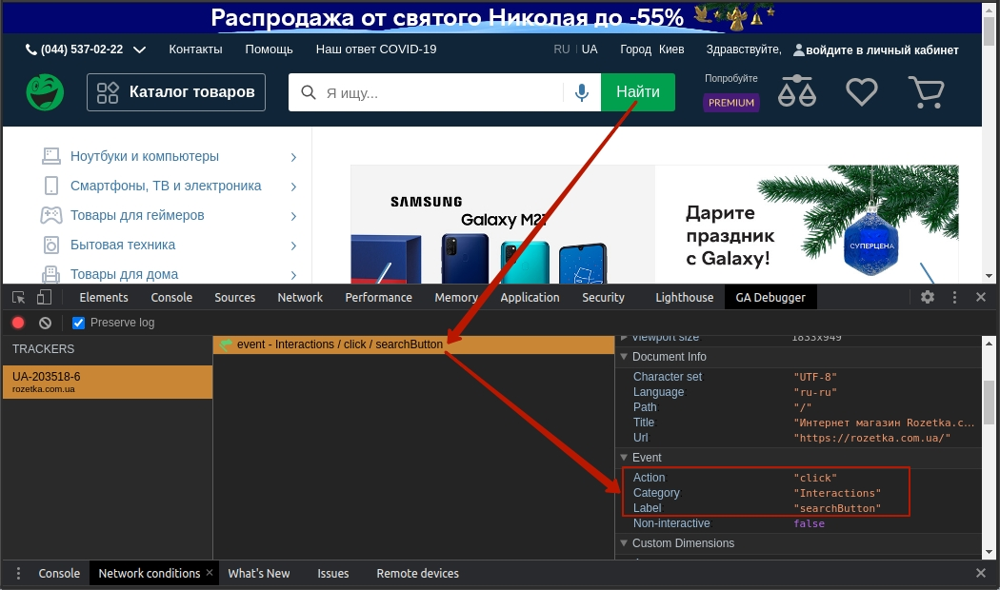 Распродажа от святого Николая до -55%
(044) 537-02-22 Контакты Помощь Наш ответ COVID-19 RU | UA Город Киев Здравствуйте, войдите в личный кабинет
Каталог товаров
Я ищу...
Найти
Попробуйте
PREMIUM
Ноутбуки и компьютеры
Смартфоны, ТВ и электроника
Товары для геймеров
Бытовая техника
Товары для дома
SAMSUNG
Galaxy M21
Дарите
праздник
с Galaxy!
СУПЕРЦЕНА
Elements Console Sources Network Performance Memory Application Security Lighthouse GA Debugger
Preserve log
TRACKERS
UA-203518-6
rozetka.com.ua
event - Interactions / click / searchButton
Viewport size 1833x949
Document Info
Character set "UTF-8"
Language "ru-ru"
Path "/"
Title "Интернет магазин Rozetka.c...
Url "https://rozetka.com.ua/"
Event
Action "click"
Category "Interactions"
Label "searchButton"
Non-interactive false
Custom Dimensions
Console Network conditions What's New Issues Remote devices